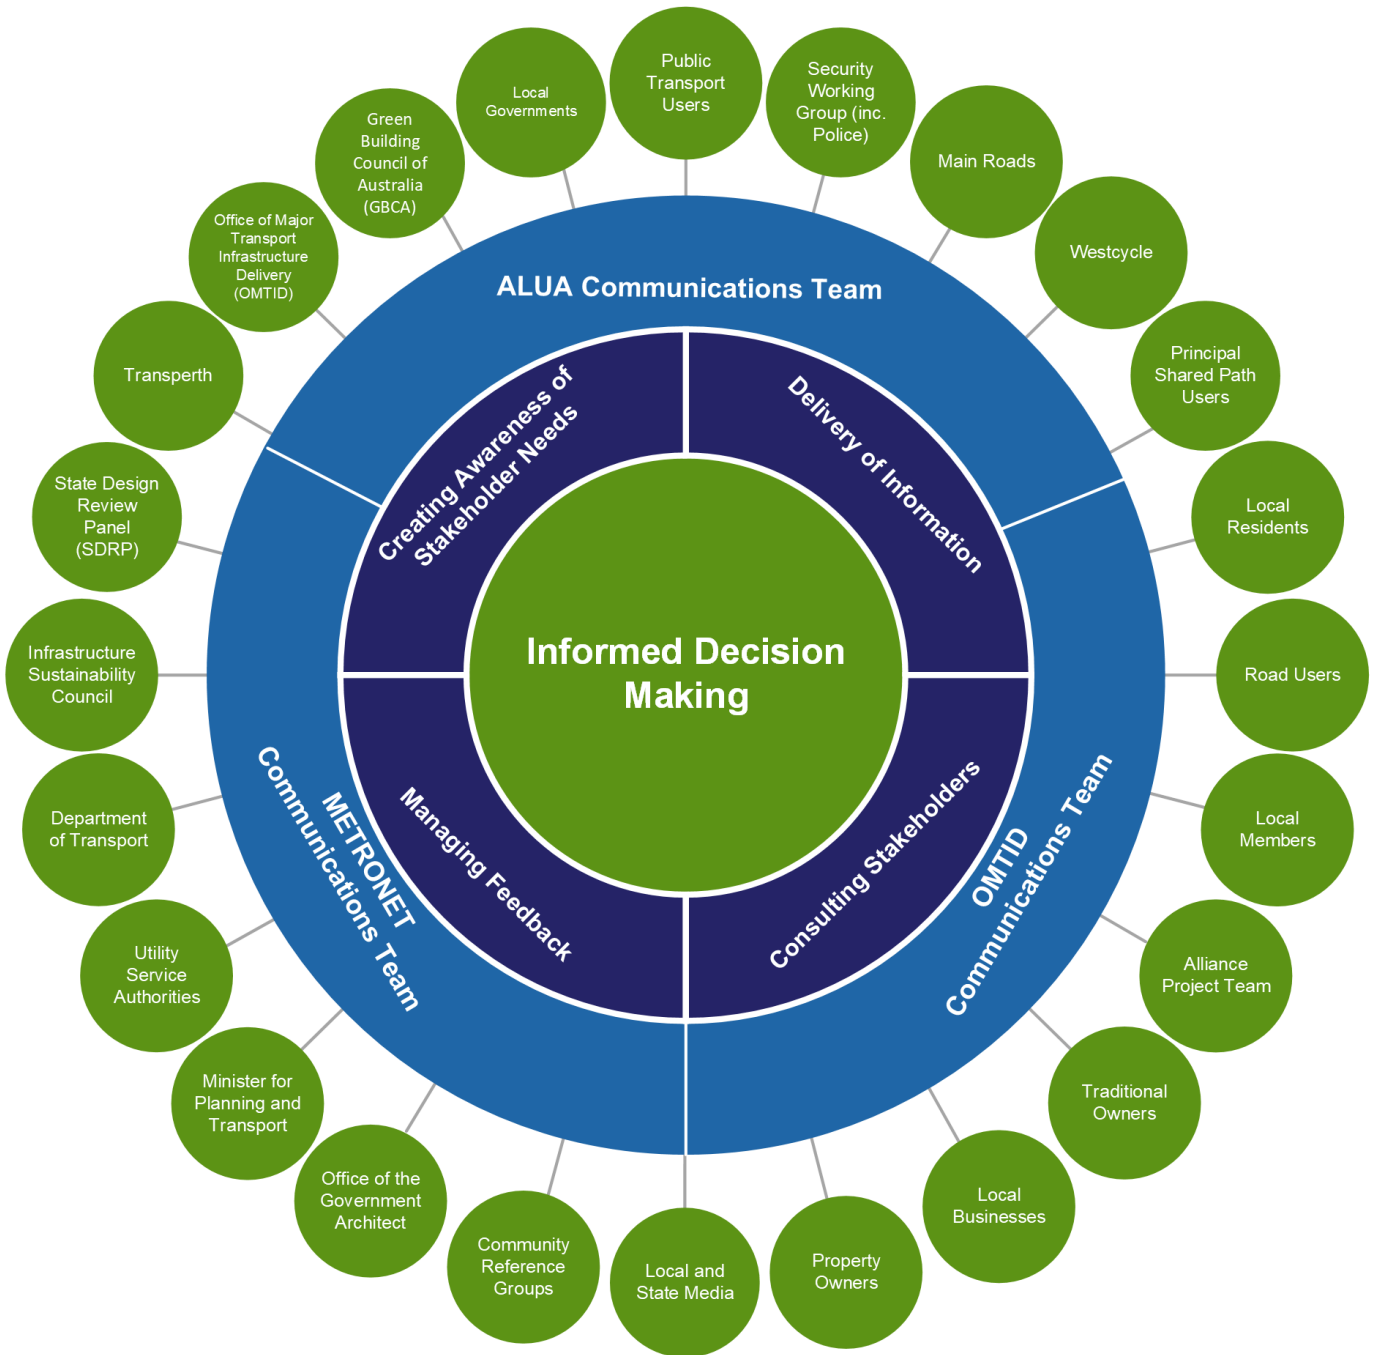 Public
Transport
Users
Security
Working
Group (inc.
Police)
Main Roads
Westcycle
Principal
Shared Path
Users
Local
Residents
Road Users
Local
Members
Alliance
Project Team
Traditional
Owners
Local
Businesses
Property
Owners
Local and
State Media
Community
Reference
Groups
Office of the
Government
Architect
Minister for
Planning and
Transport
Utility
Service
Authorities
Department
of Transport
Infrastructure
Sustainability
Council
State Design
Review
Panel
(SDRP)
Transperth
Office of Major
Transport
Infrastructure
Delivery
(OMTID)
Green
Building
Council of
Australia
(GBCA)
Local
Governments
ALUA Communications Team
OMTID
Communications Team
METRONET
Communications Team
Creating Awareness of
Stakeholder Needs
Delivery of Information
Consulting Stakeholders
Managing Feedback
Informed Decision
Making